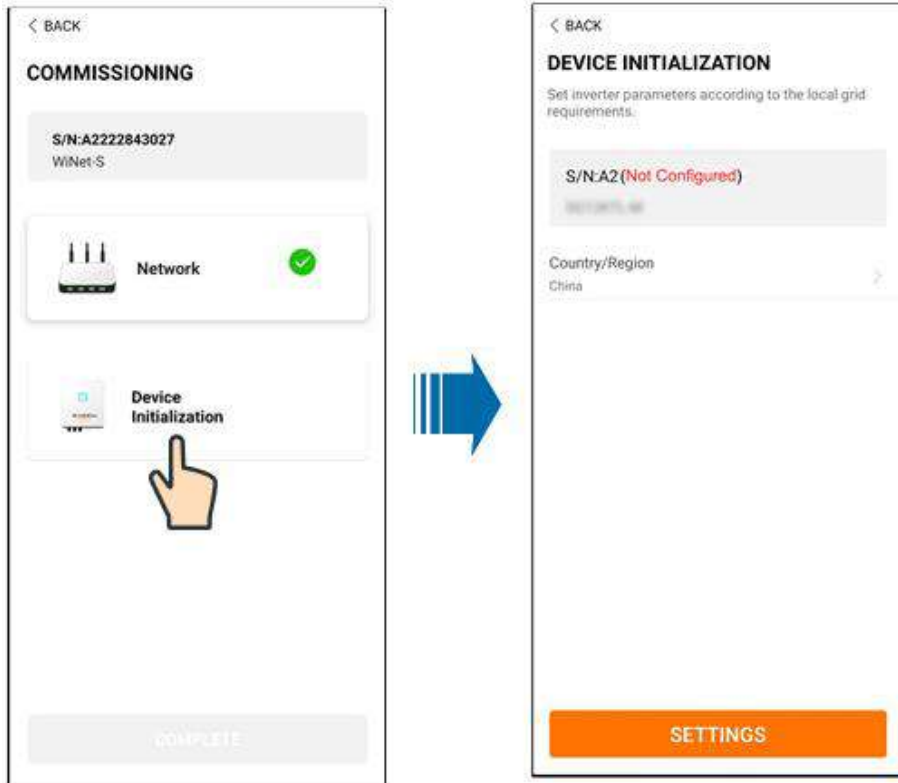 < BACK
COMMISSIONING
S/N:A2222843027
WiNet-S
Network
Device
Initialization
COMPLETE
< BACK
DEVICE INITIALIZATION
Set inverter parameters according to the local grid
requirements.
S/N:A2(Not Configured)
Country/Region
China
SETTINGS